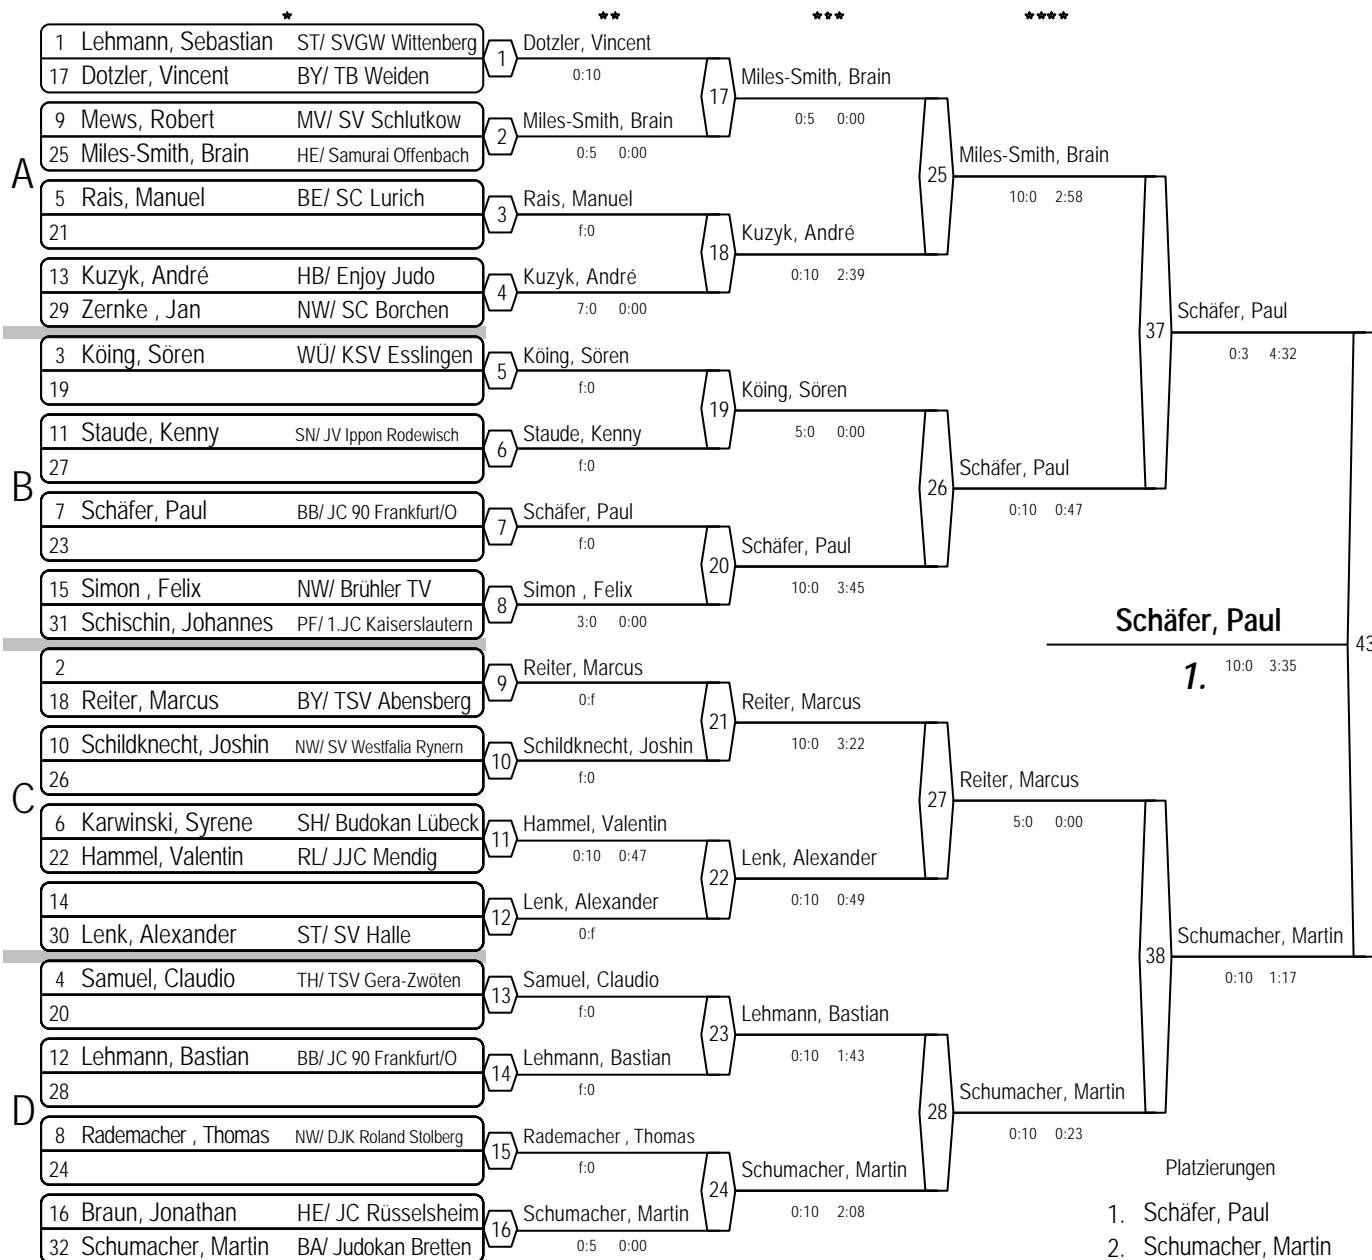 * ** *** ****
1 Lehmann, Sebastian ST/ SVGW Wittenberg
17 Dotzler, Vincent BY/ TB Weiden
1 Dotzler, Vincent
0:10
9 Mews, Robert MV/ SV Schlutkow
25 Miles-Smith, Brain HE/ Samurai Offenbach
2 Miles-Smith, Brain
0:5 0:00
17 Miles-Smith, Brain
0:5 0:00
A
5 Rais, Manuel BE/ SC Lurich
21
3 Rais, Manuel
f:0
13 Kuzyk, André HB/ Enjoy Judo
29 Zernke , Jan NW/ SC Borchen
4 Kuzyk, André
7:0 0:00
18 Kuzyk, André
0:10 2:39
25 Miles-Smith, Brain
10:0 2:58
3 Köing, Sören WÜ/ KSV Esslingen
19
5 Köing, Sören
f:0
11 Staude, Kenny SN/ JV Ippon Rodewisch
27
6 Staude, Kenny
f:0
19 Köing, Sören
5:0 0:00
B
7 Schäfer, Paul BB/ JC 90 Frankfurt/O
23
7 Schäfer, Paul
f:0
15 Simon , Felix NW/ Brühler TV
31 Schischin, Johannes PF/ 1.JC Kaiserslautern
8 Simon , Felix
3:0 0:00
20 Schäfer, Paul
10:0 3:45
26 Schäfer, Paul
0:10 0:47
37 Schäfer, Paul
0:3 4:32
Schäfer, Paul
43
1. 10:0 3:35
2
18 Reiter, Marcus BY/ TSV Abensberg
9 Reiter, Marcus
0:f
10 Schildknecht, Joshin NW/ SV Westfalia Rynern
26
10 Schildknecht, Joshin
f:0
21 Reiter, Marcus
10:0 3:22
C
6 Karwinski, Syrene SH/ Budokan Lübeck
22 Hammel, Valentin RL/ JJC Mendig
11 Hammel, Valentin
0:10 0:47
14
30 Lenk, Alexander ST/ SV Halle
12 Lenk, Alexander
0:f
22 Lenk, Alexander
0:10 0:49
27 Reiter, Marcus
5:0 0:00
4 Samuel, Claudio TH/ TSV Gera-Zwöten
20
13 Samuel, Claudio
f:0
12 Lehmann, Bastian BB/ JC 90 Frankfurt/O
28
14 Lehmann, Bastian
f:0
23 Lehmann, Bastian
0:10 1:43
D
8 Rademacher , Thomas NW/ DJK Roland Stolberg
24
15 Rademacher , Thomas
f:0
16 Braun, Jonathan HE/ JC Rüsselsheim
32 Schumacher, Martin BA/ Judokan Bretten
16 Schumacher, Martin
0:5 0:00
24 Schumacher, Martin
0:10 2:08
28 Schumacher, Martin
0:10 0:23
38 Schumacher, Martin
0:10 1:17
Platzierungen
1. Schäfer, Paul
2. Schumacher, Martin